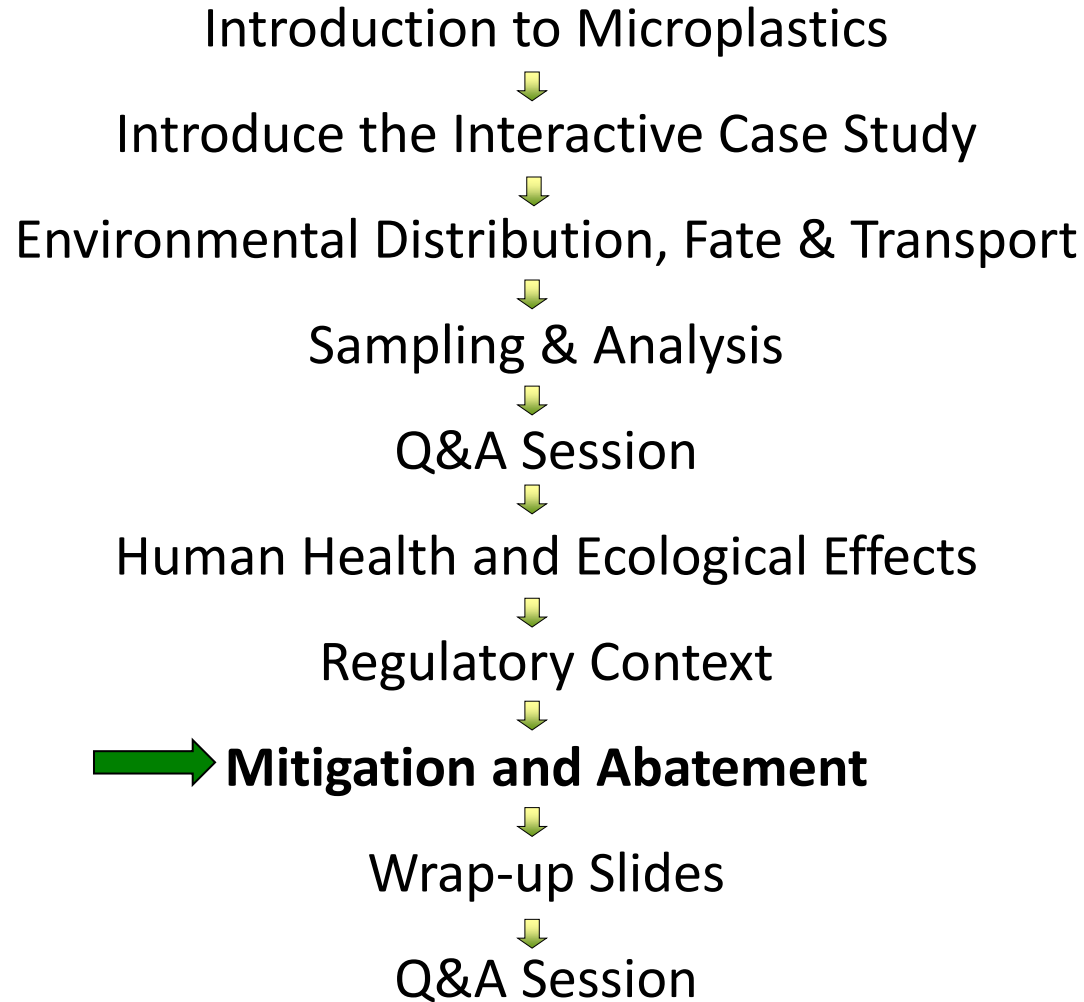 Introduction to Microplastics
Introduce the Interactive Case Study
Environmental Distribution, Fate & Transport
Sampling & Analysis
Q&A Session
Human Health and Ecological Effects
Regulatory Context
Mitigation and Abatement
Wrap-up Slides
Q&A Session